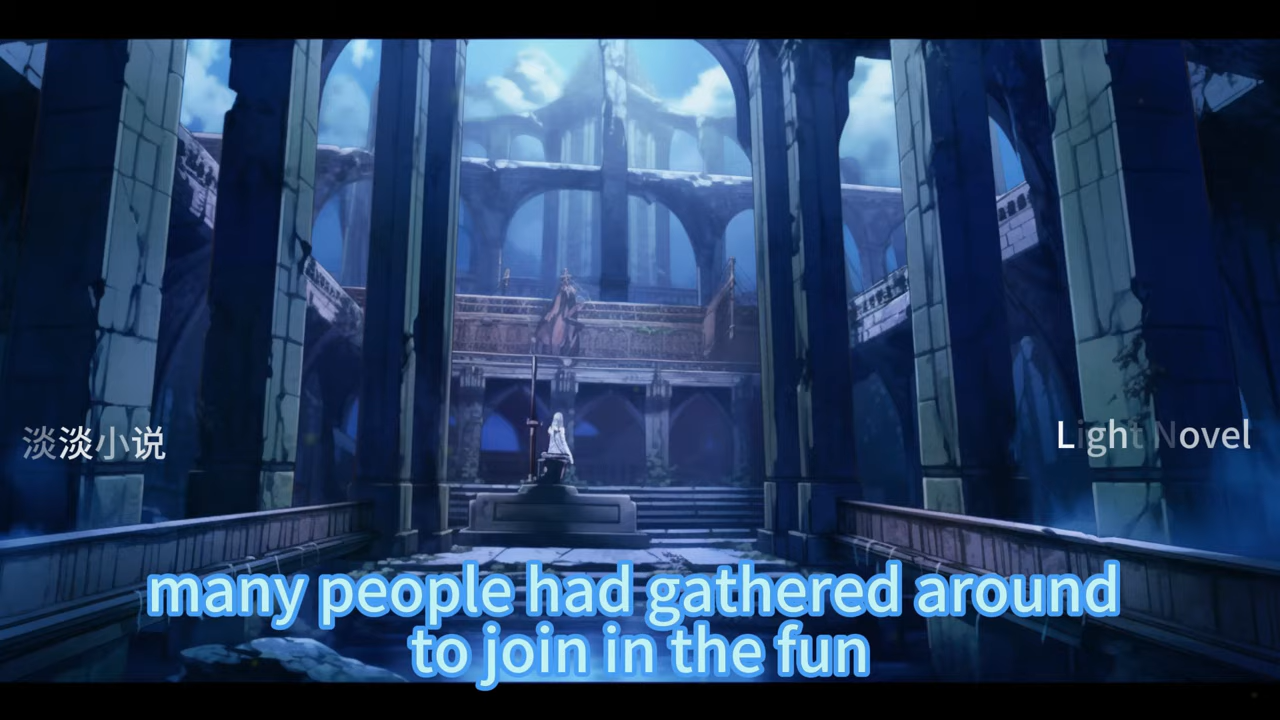 淡淡小说
Light Novel
many people had gathered around
to join in the fun